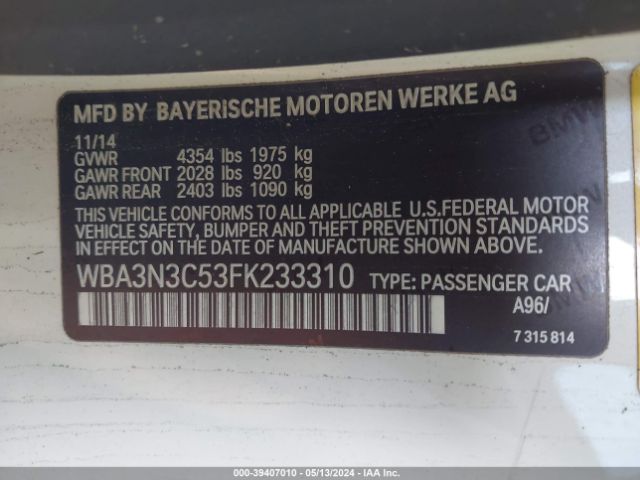 MFD BY BAYERISCHE MOTOREN WERKE AG
11/14
GVWR 4354 lbs 1975 kg
GAWR FRONT 2028 lbs 920 kg
GAWR REAR 2403 lbs 1090 kg
THIS VEHICLE CONFORMS TO ALL APPLICABLE U.S.FEDERAL MOTOR
VEHICLE SAFETY, BUMPER AND THEFT PREVENTION STANDARDS
IN EFFECT ON THE DATE OF MANUFACTURE SHOWN ABOVE.
WBA3N3C53FK233310 TYPE: PASSENGER CAR
A96/
7 315 814
BMW
000-39407010 - 05/13/2024 - IAAI.com